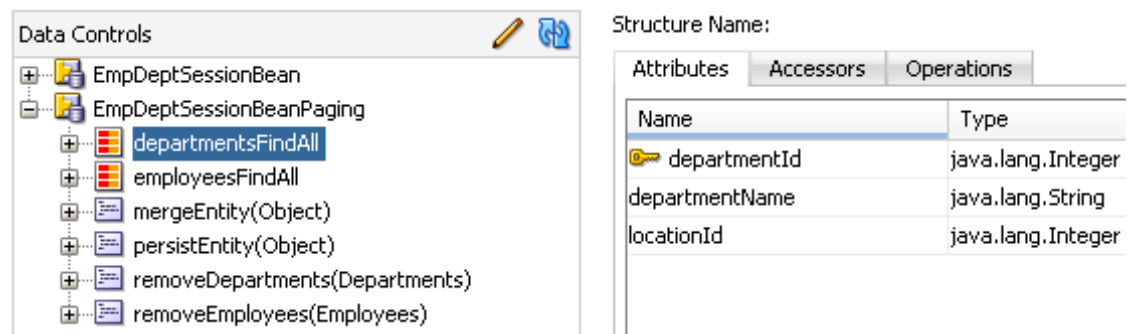 Data Controls
EmpDeptSessionBean
EmpDeptSessionBeanPaging
departmentsFindAll
employeesFindAll
mergeEntity(Object)
persistEntity(Object)
removeDepartments(Departments)
removeEmployees(Employees)
Structure Name:
Attributes Accessors Operations
Name Type
departmentId java.lang.Integer
departmentName java.lang.String
locationId java.lang.Integer